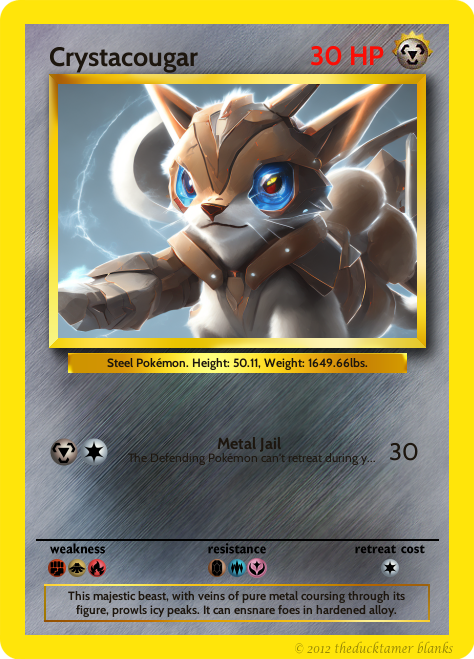 Crystacougar
30 HP
Steel Pokémon. Height: 50.11, Weight: 1649.66lbs.
Metal Jail
The Defending Pokémon can't retreat during y...
30
weakness
resistance
retreat cost
This majestic beast, with veins of pure metal coursing through its
figure, prowls icy peaks. It can ensnare foes in hardened alloy.
© 2012 theducktamer blanks